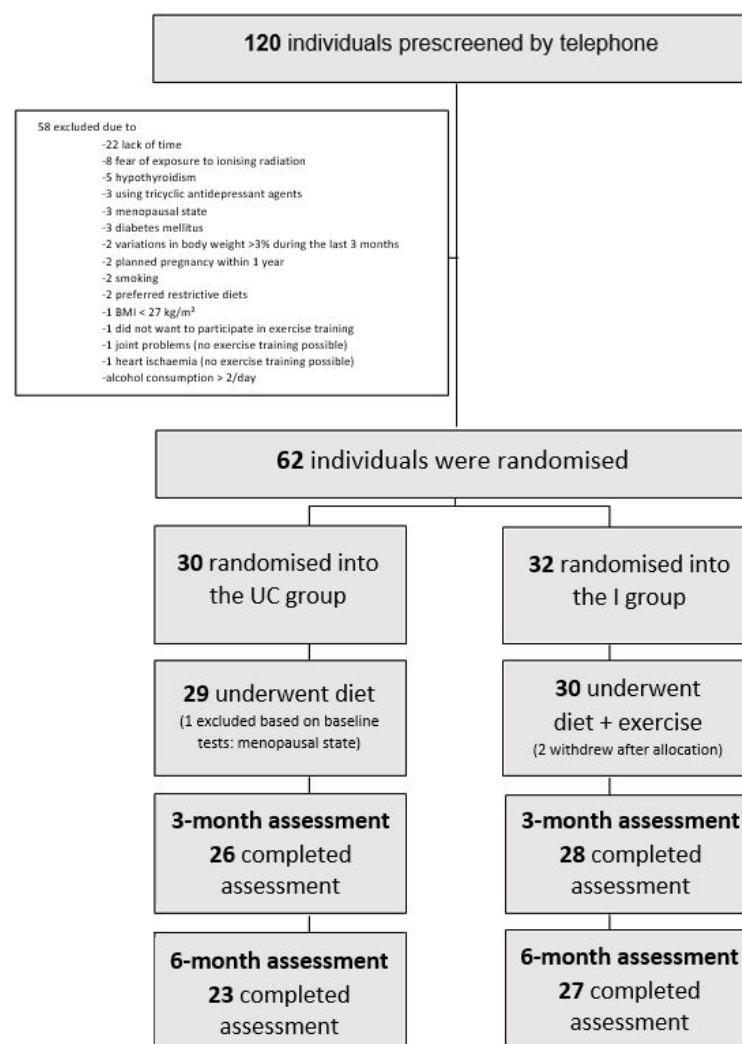 120 individuals prescreened by telephone
58 excluded due to
-22 lack of time
-8 fear of exposure to ionising radiation
-5 hypothyroidism
-3 using tricyclic antidepressant agents
-3 menopausal state
-3 diabetes mellitus
-2 variations in body weight >3% during the last 3 months
-2 planned pregnancy within 1 year
-2 smoking
-2 preferred restrictive diets
-1 BMI < 27 kg/m²
-1 did not want to participate in exercise training
-1 joint problems (no exercise training possible)
-1 heart ischaemia (no exercise training possible)
-alcohol consumption > 2/day
62 individuals were randomised
30 randomised into
the UC group
32 randomised into
the I group
29 underwent diet
(1 excluded based on baseline
tests: menopausal state)
30 underwent
diet + exercise
(2 withdrew after allocation)
3-month assessment
26 completed
assessment
3-month assessment
28 completed
assessment
6-month assessment
23 completed
assessment
6-month assessment
27 completed
assessment